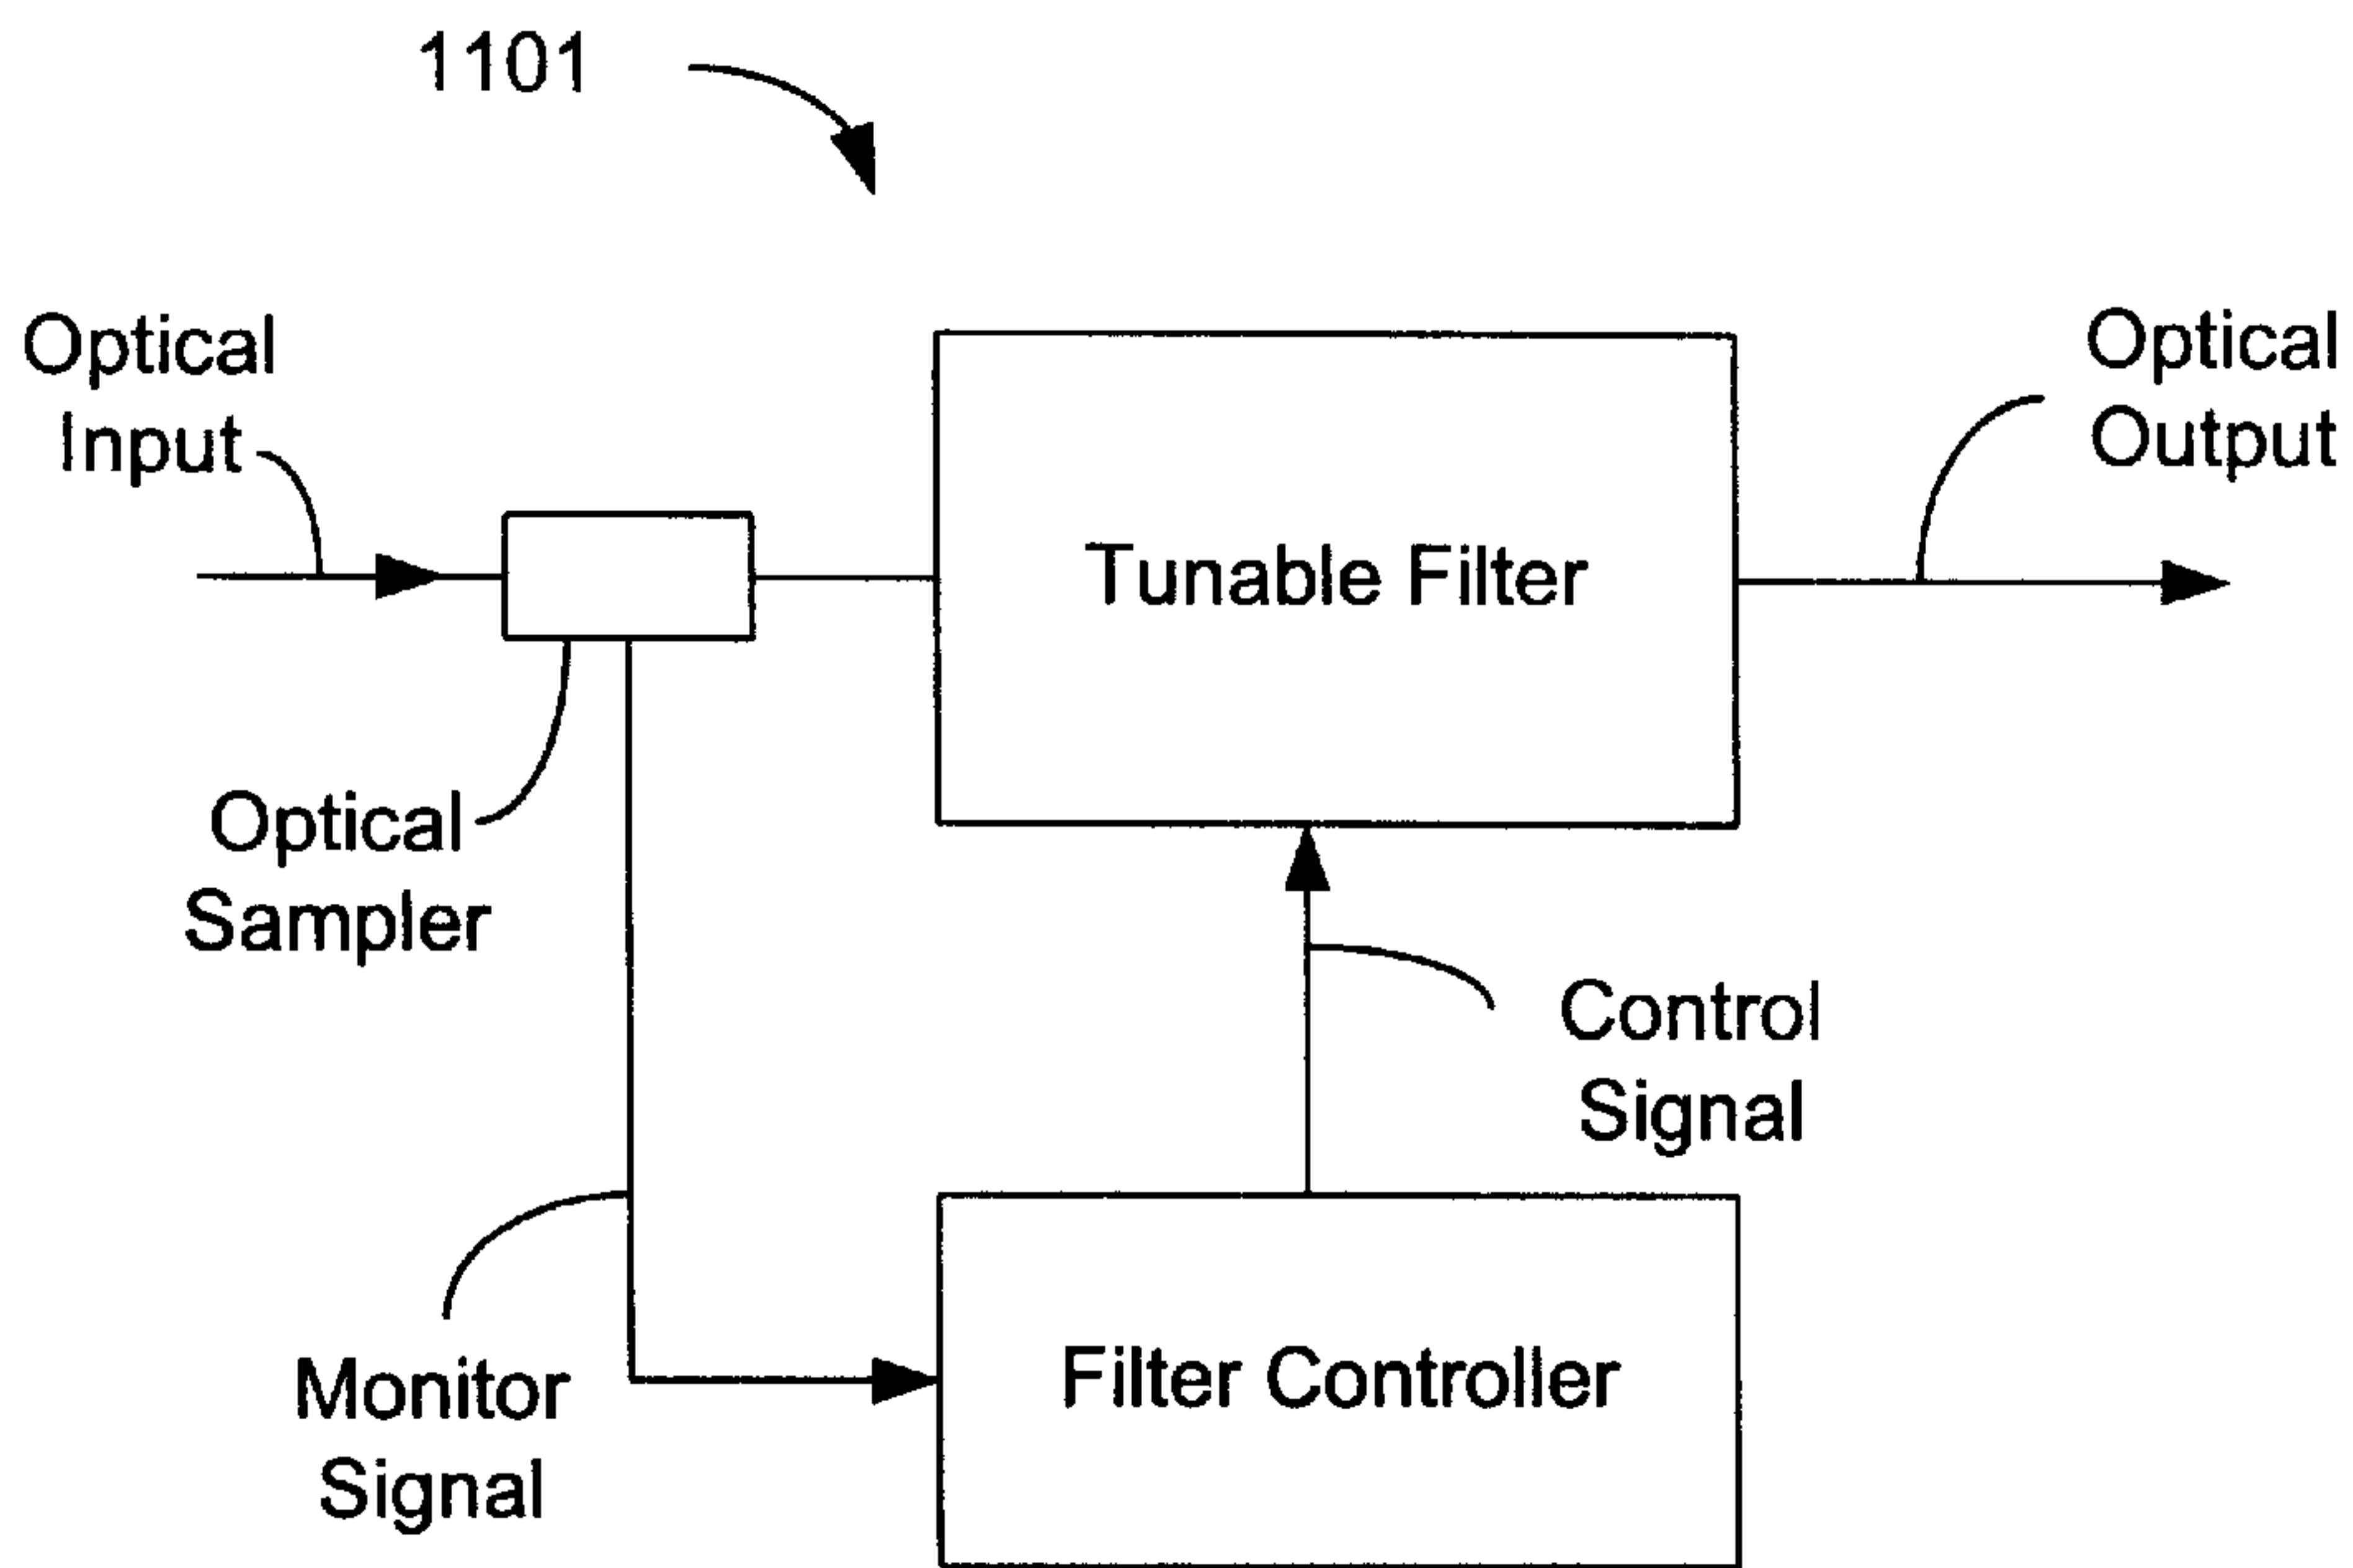 1101
Optical
Input
Optical
Output
Tunable Filter
Optical
Sampler
Control
Signal
Monitor
Signal
Filter Controller